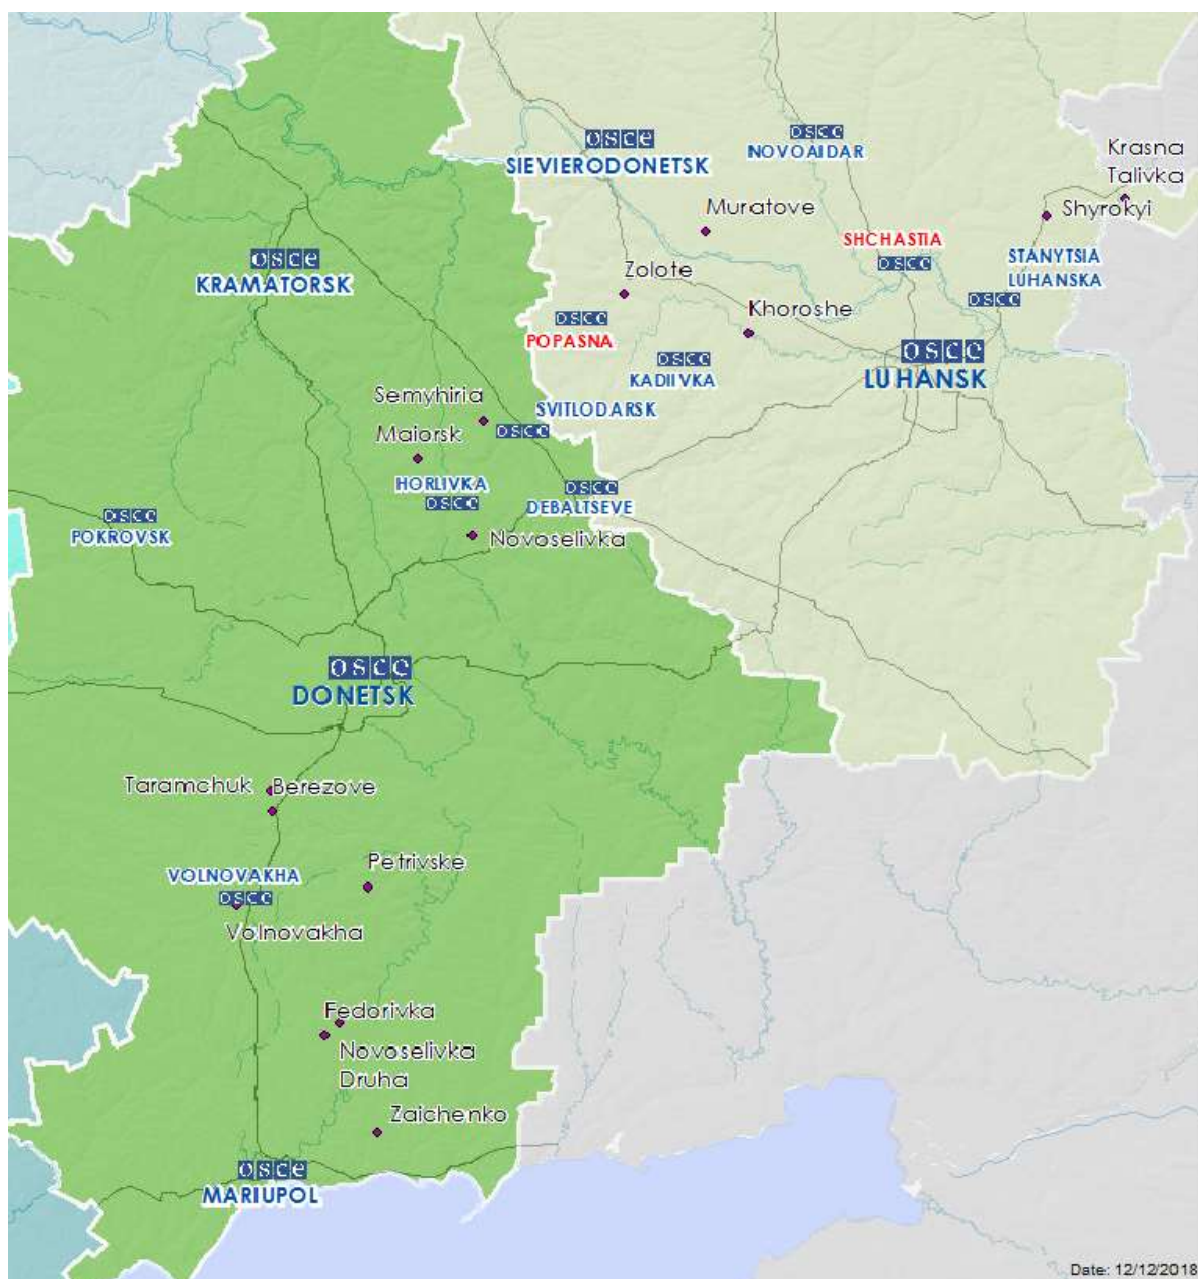 osce
SIEVIERODONETSK
osce
NOVOAIDAR
Krasna
Talivka
Muratove
Shyrokyi
SHCHASTIA
osce
STANYTSIA
LUHANSKA
osce
osce
KRAMATORSK
Zolote
osce
POPASNA
Khoroshe
osce
KADIIVKA
osce
LUHANSK
Semyhiria
SVITLODARSK
osce
Maiorsk
HORLIVKA
osce
osce
DEBALTSEVE
osce
POKROVSK
Novoselivka
osce
DONETSK
Taramchuk
Berezove
Petrivske
VOLNOVAKHA
osce
Volnovakha
Fedorivka
Novoselivka
Druha
Zaichenko
osce
MARIUPOL
Date: 12/12/2018